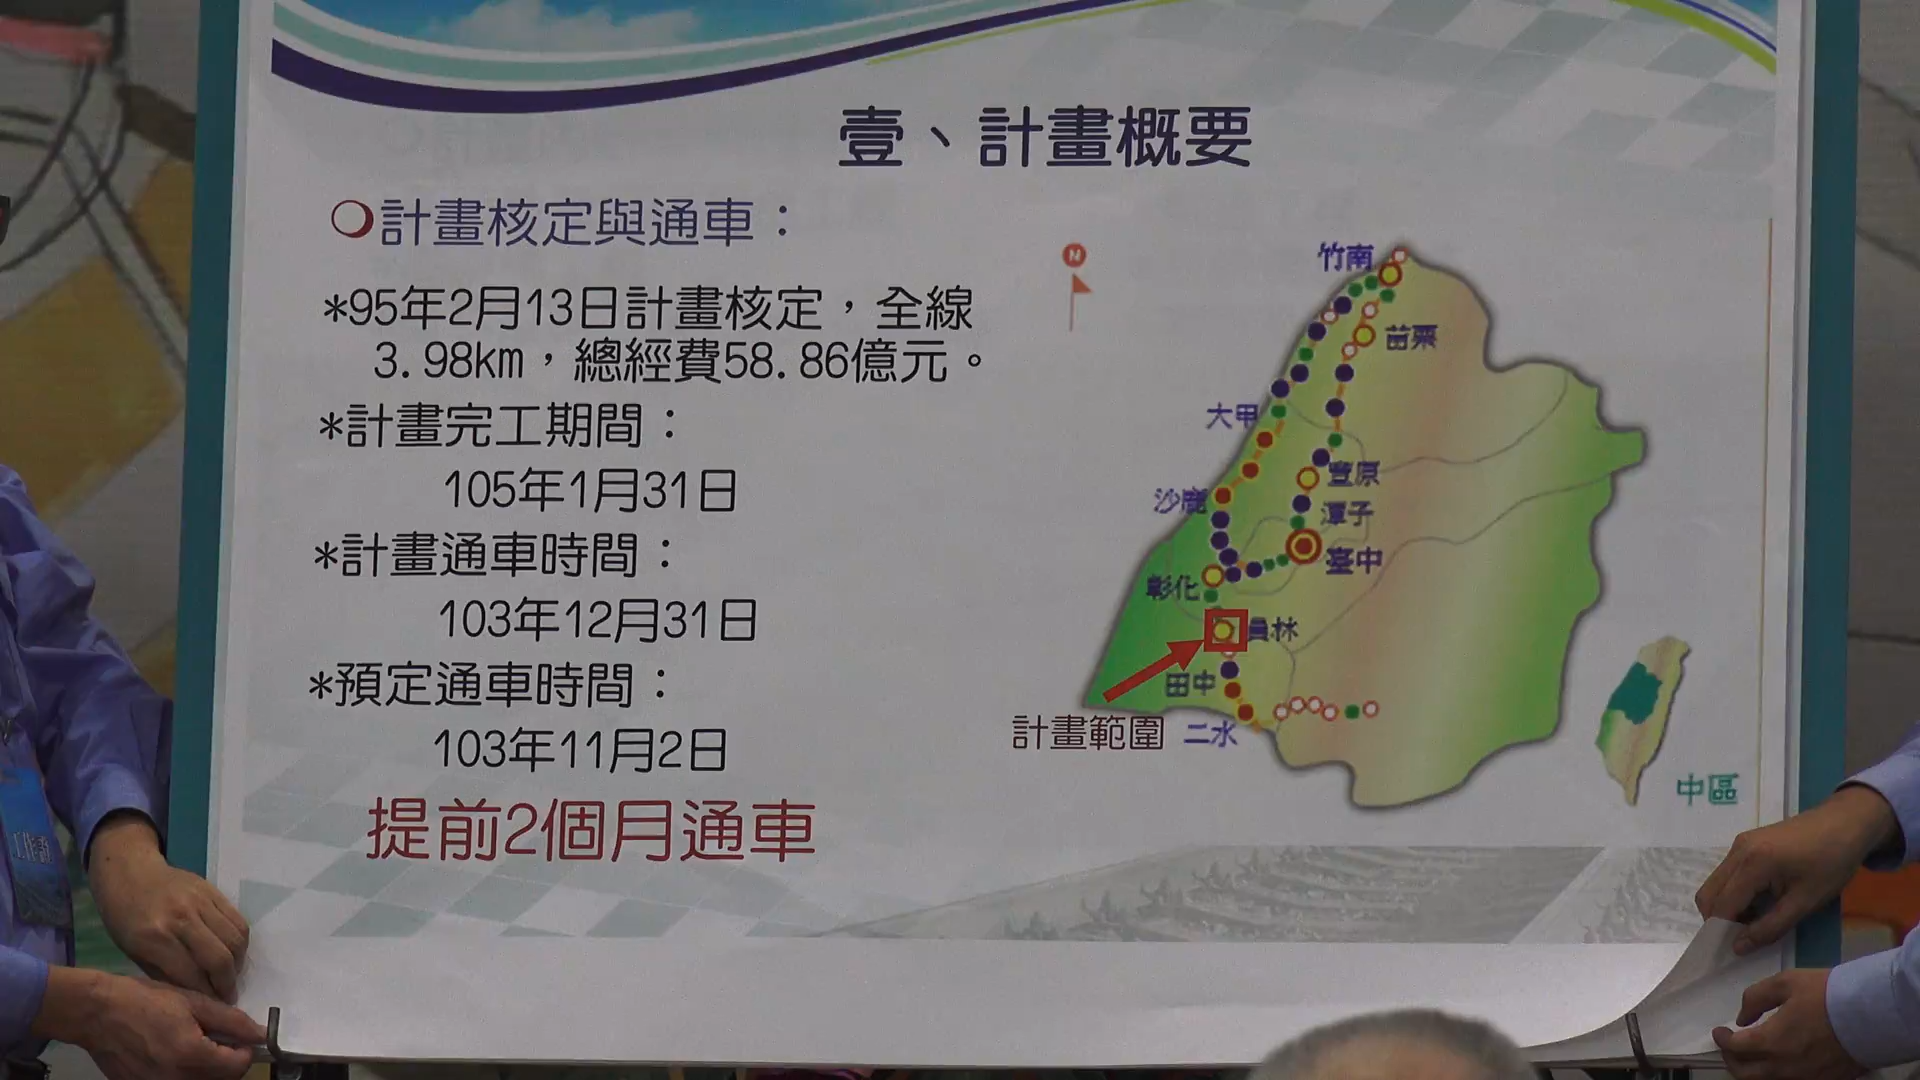 壹、計畫概要
計畫核定與通車：
*95年2月13日計畫核定，全線
3.98km，總經費58.86億元。
*計畫完工期間：
105年1月31日
*計畫通車時間：
103年12月31日
*預定通車時間：
103年11月2日
提前2個月通車
N
竹南
苗栗
大甲
豐原
沙鹿
潭子
臺中
彰化
員林
田中
計畫範圍
二水
中區
工作證